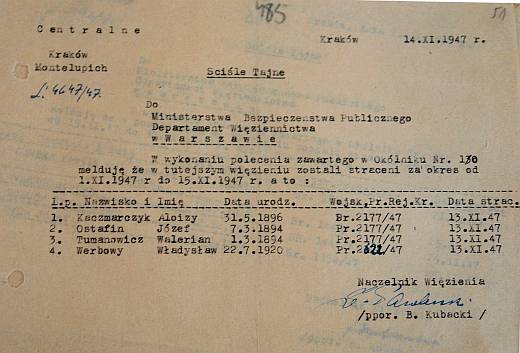 485
51
Centralne
Kraków 14.XI.1947 r.
Kraków
Montelupich
Ściśle Tajne
L: 4647/47.
Do
Ministerstwa Bezpieczeństwa Publicznego
Departament Więziennictwa
w Warszawie
W wykonaniu polecenia zawartego w Okólniku Nr. 130
melduję że w tutejszym więzieniu zostali straceni za okres od
1.XI.1947 r do 15.XI.1947 r. a to :
L.p. Nazwisko i Imię Data urodz. Wojsk.Pr.Rej.Kr. Data strac.
1. Kaczmarczyk Aloizy 31.5.1896 Br.2177/47 13.XI.47
2. Ostafin Józef 7.3.1894 Pr.2177/47 13.XI.47
3. Tumanowicz Walerian 1.3.1894 Pr.2177/47 13.XI.47
4. Werbowy Władysław 22.7.1920 Pr. /47 13.XI.47
Naczelnik Więzienia
/ppor. B. Kubacki /